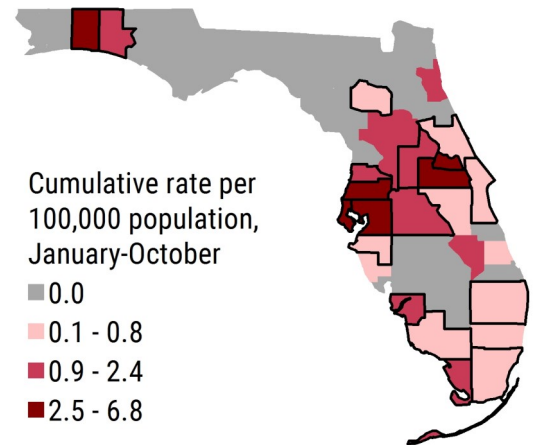 Cumulative rate per
100,000 population,
January-October
0.0
0.1 - 0.8
0.9 - 2.4
2.5 - 6.8